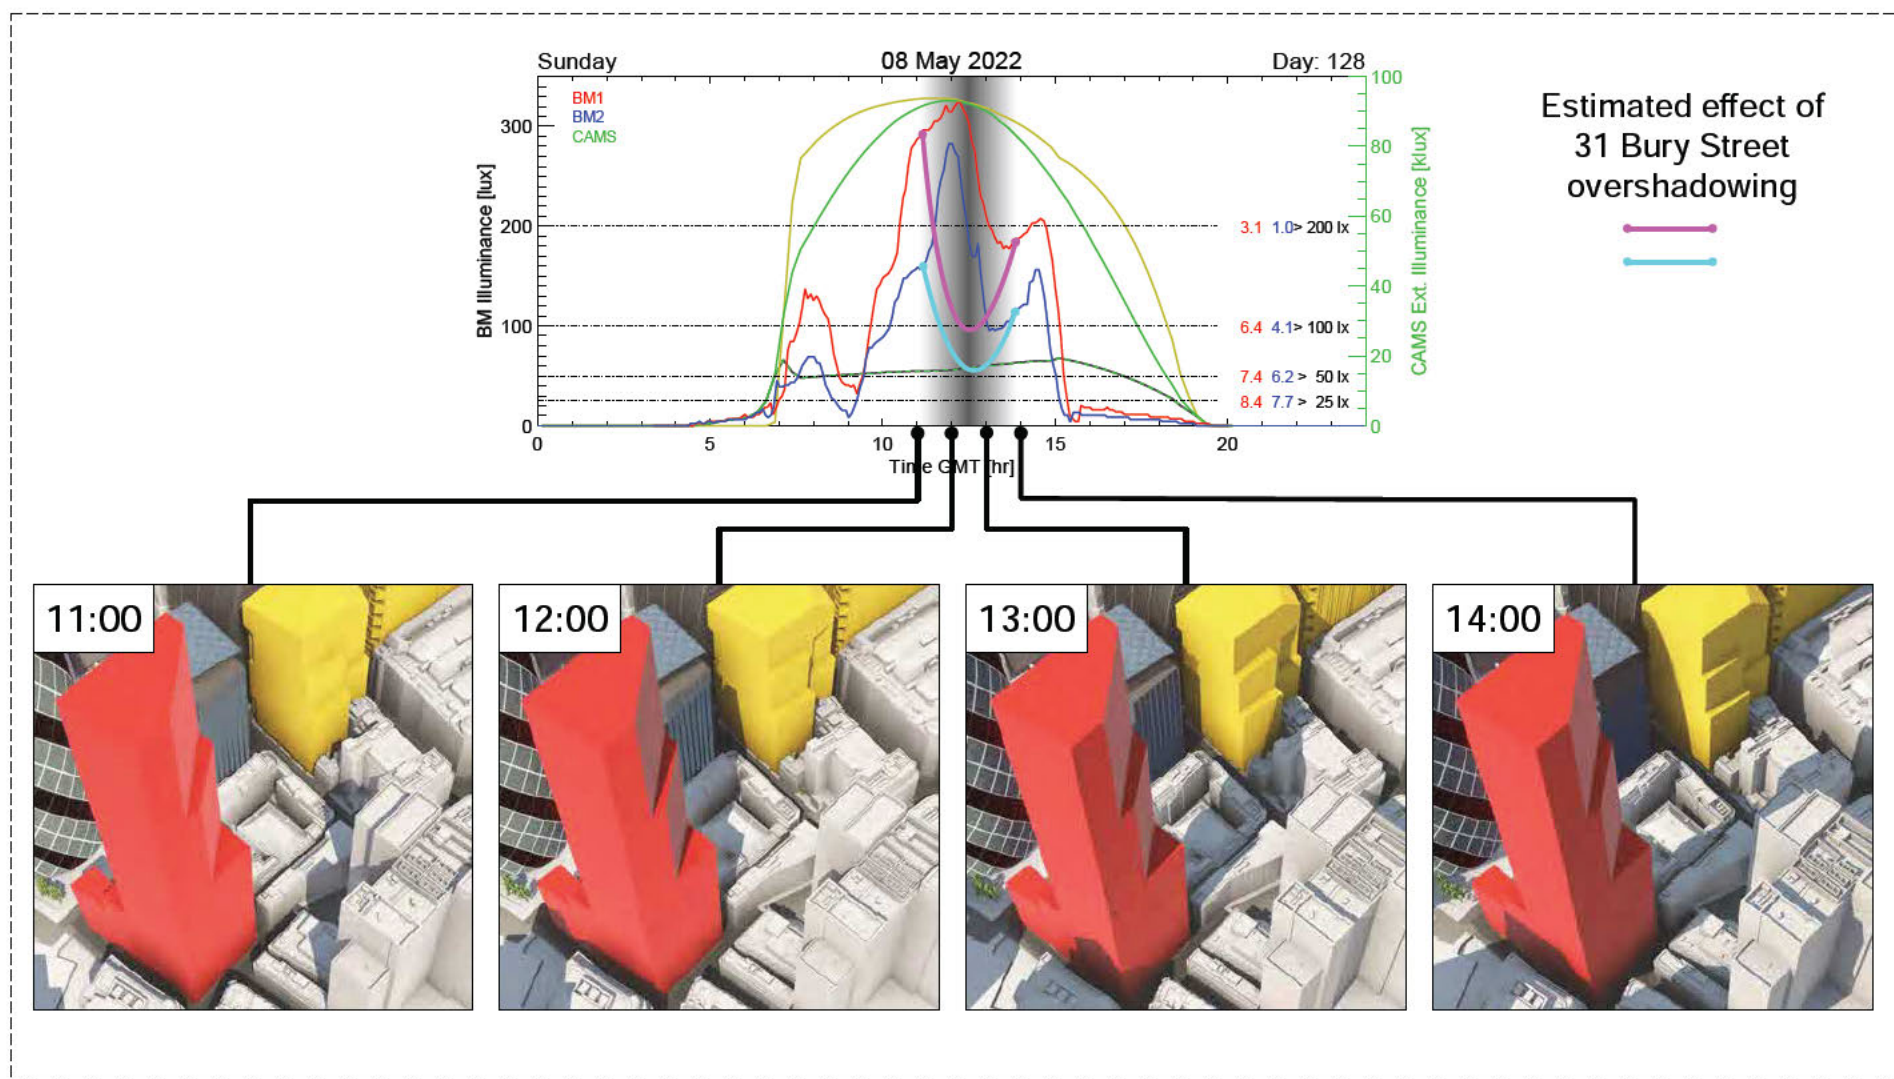 Sunday
08 May 2022
Day: 128
BM1
BM2
CAMS
BM Illuminance [lux]
300
200
100
0
CAMS Ext. Illuminance [klux]
100
80
60
40
20
0
3.1 1.0> 200 lx
6.4 4.1> 100 lx
7.4 6.2 > 50 lx
8.4 7.7 > 25 lx
0 5 10 15 20
Time GMT [hr]
Estimated effect of
31 Bury Street
overshadowing
11:00
12:00
13:00
14:00